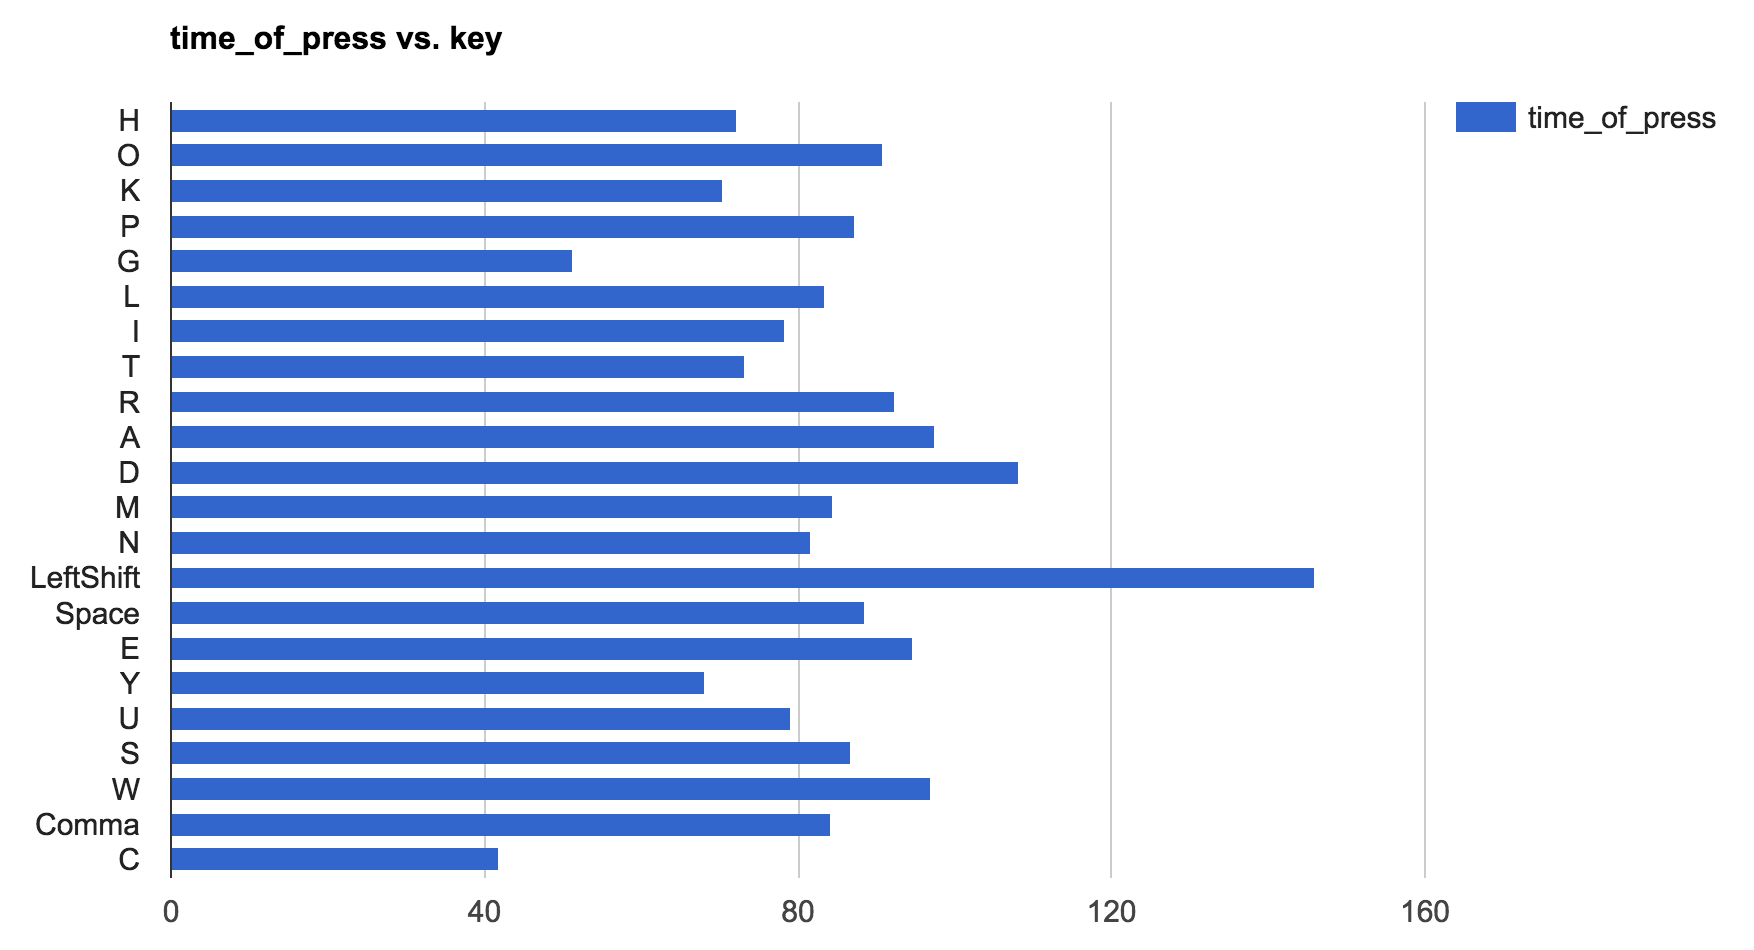 time_of_press vs. key
time_of_press
H
O
K
P
G
L
I
T
R
A
D
M
N
LeftShift
Space
E
Y
U
S
W
Comma
C
0 40 80 120 160